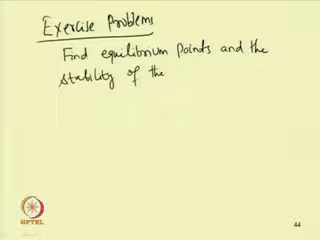 Exercise Problems
Find equilibrium points and the
stability of the
NPTEL
44